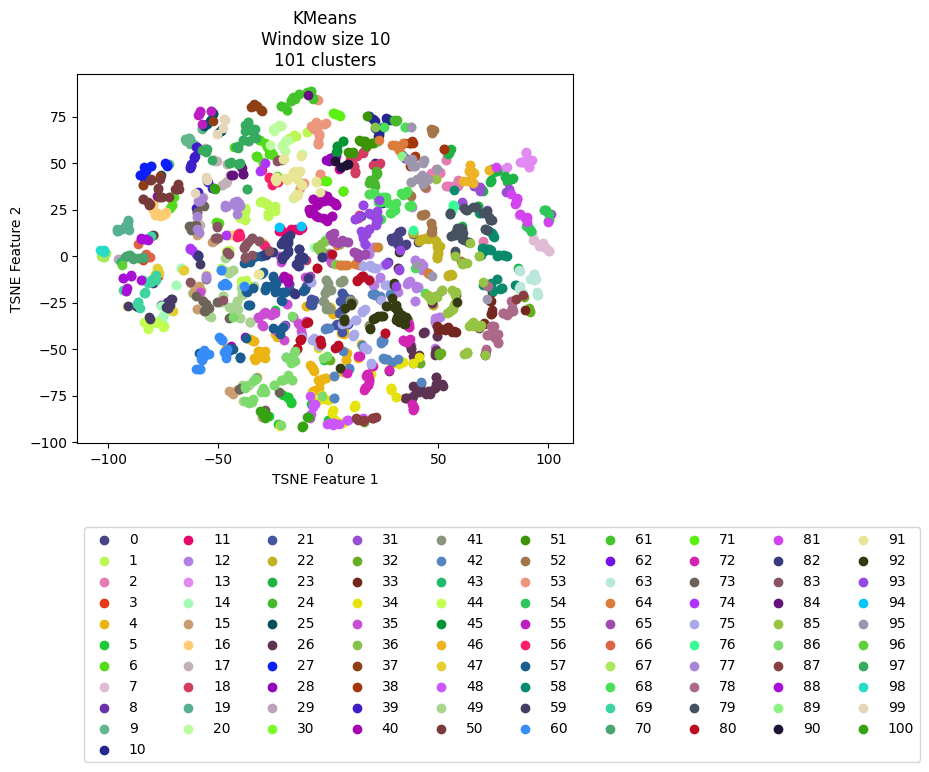 KMeans
Window size 10
101 clusters
TSNE Feature 2
75
50
25
0
−25
−50
−75
−100
−100 −50 0 50 100
TSNE Feature 1
0 11 21 31 41 51 61 71 81 91
1 12 22 32 42 52 62 72 82 92
2 13 23 33 43 53 63 73 83 93
3 14 24 34 44 54 64 74 84 94
4 15 25 35 45 55 65 75 85 95
5 16 26 36 46 56 66 76 86 96
6 17 27 37 47 57 67 77 87 97
7 18 28 38 48 58 68 78 88 98
8 19 29 39 49 59 69 79 89 99
9 20 30 40 50 60 70 80 90 100
10